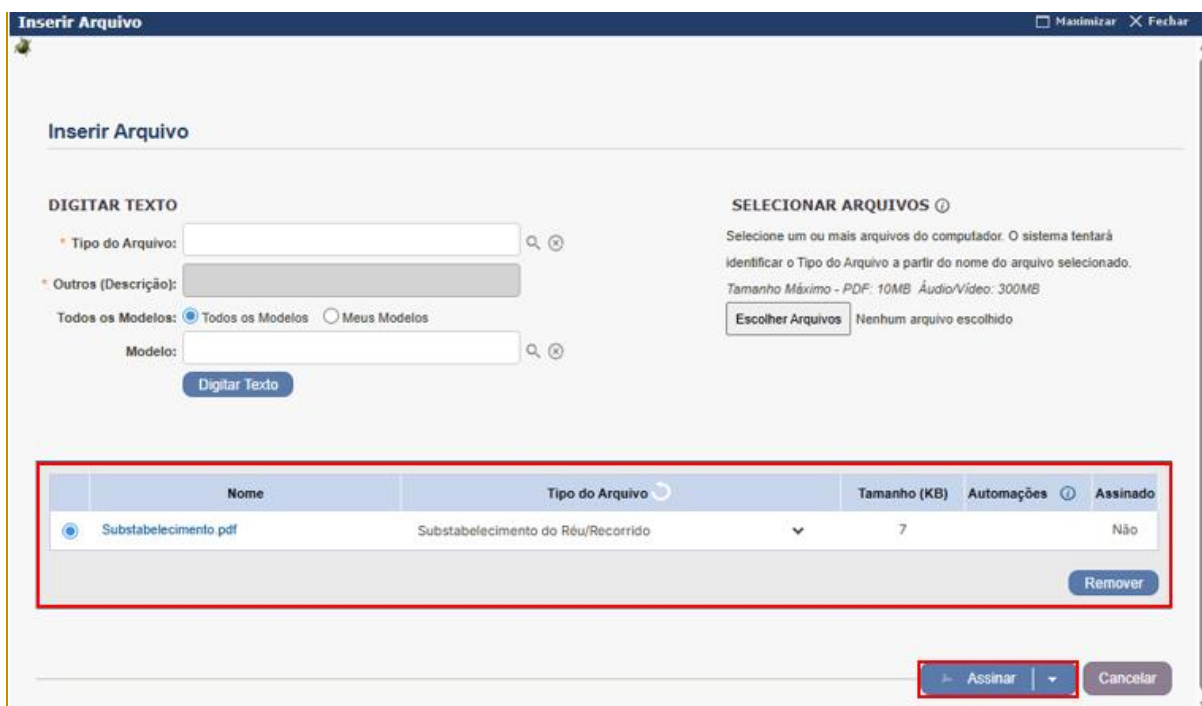 Inserir Arquivo
Maximizar
Fechar
Inserir Arquivo
DIGITAR TEXTO
* Tipo do Arquivo:
* Outros (Descrição):
Todos os Modelos: Todos os Modelos Meus Modelos
Modelo:
Digitar Texto
SELECIONAR ARQUIVOS
Selecione um ou mais arquivos do computador. O sistema tentará
identificar o Tipo do Arquivo a partir do nome do arquivo selecionado.
Tamanho Máximo - PDF: 10MB Áudio/Vídeo: 300MB
Escolher Arquivos Nenhum arquivo escolhido
Nome Tipo do Arquivo Tamanho (KB) Automações Assinado
Substabelecimento.pdf Substabelecimento do Réu/Recorrido 7 Não
Remover
Assinar
Cancelar